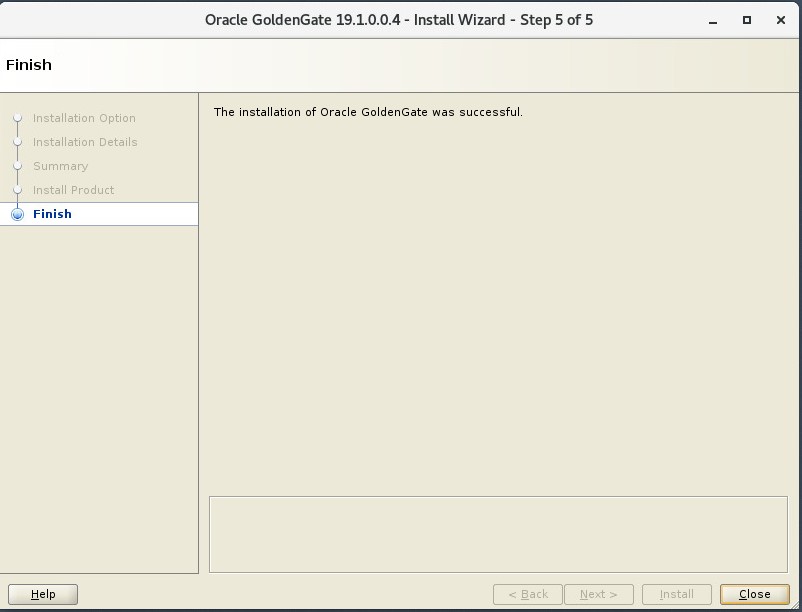 Oracle GoldenGate 19.1.0.0.4 - Install Wizard - Step 5 of 5
Finish
Installation Option
Installation Details
Summary
Install Product
Finish
The installation of Oracle GoldenGate was successful.
Help
< Back
Next >
Install
Close